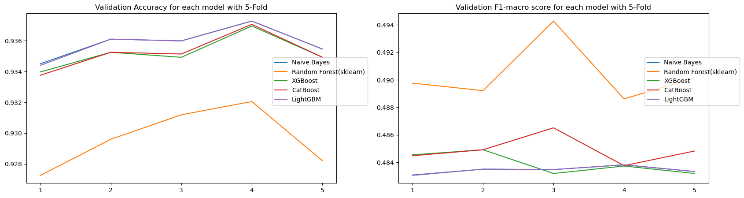 Validation Accuracy for each model with 5-Fold
0.936
0.934
0.932
0.930
0.928
1 2 3 4 5
Naive Bayes
Random Forest(sklearn)
XGBoost
CatBoost
LightGBM
Validation F1-macro score for each model with 5-Fold
0.494
0.492
0.490
0.488
0.486
0.484
1 2 3 4 5
Naive Bayes
Random Forest(sklearn)
XGBoost
CatBoost
LightGBM